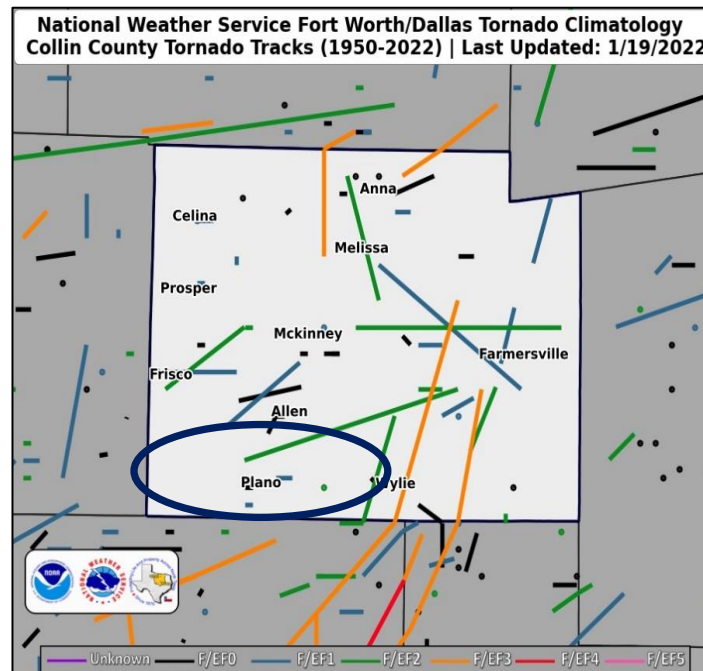 National Weather Service Fort Worth/Dallas Tornado Climatology
Collin County Tornado Tracks (1950-2022) | Last Updated: 1/19/2022
Anna
Celina
Melissa
Prosper
Mckinney
Farmersville
Frisco
Allen
Plano
Wylie
NOAA
Unknown F/EF0 F/EF1 F/EF2 F/EF3 F/EF4 F/EF5